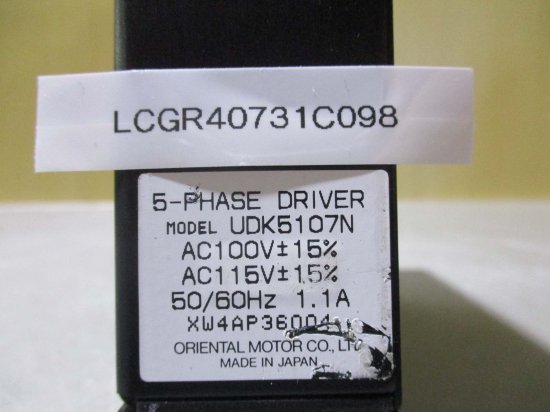 LCGR40731C098
5-PHASE DRIVER
MODEL UDK5107N
AC100V±15%
AC115V±15%
50/60Hz 1.1A
XW4AP36004
ORIENTAL MOTOR CO., LTD
MADE IN JAPAN